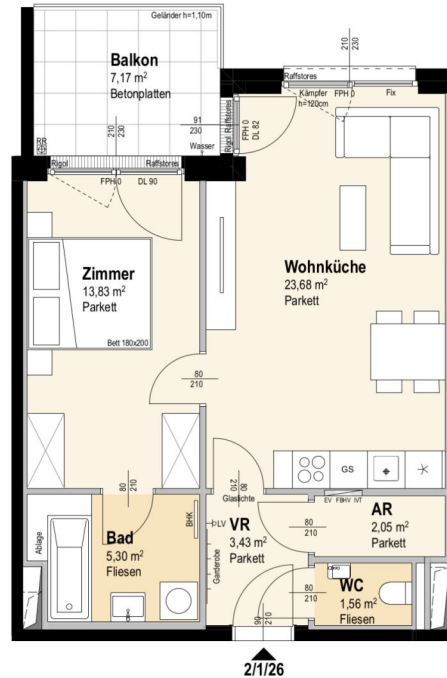 Geländer h=1,10m
Balkon
7,17 m²
Betonplatten
210
230
91
230
Wasser
Rigol
Raffstores
FPH 0
DL 90
Rigol Raffstores
FPH 0
DL 82
210
230
Raffstores
Kämpfer
h=120cm
FPH 0
Fix
Zimmer
13,83 m²
Parkett
Bett 180x200
Wohnküche
23,68 m²
Parkett
80
210
80
210
80
210
Glaslichte
GS
EV FBHV IVT
Ablage
Bad
5,30 m²
Fliesen
BHK
LV
Garderobe
VR
3,43 m²
Parkett
80
210
AR
2,05 m²
Parkett
80
210
WC
1,56 m²
Fliesen
90
210
2/1/26